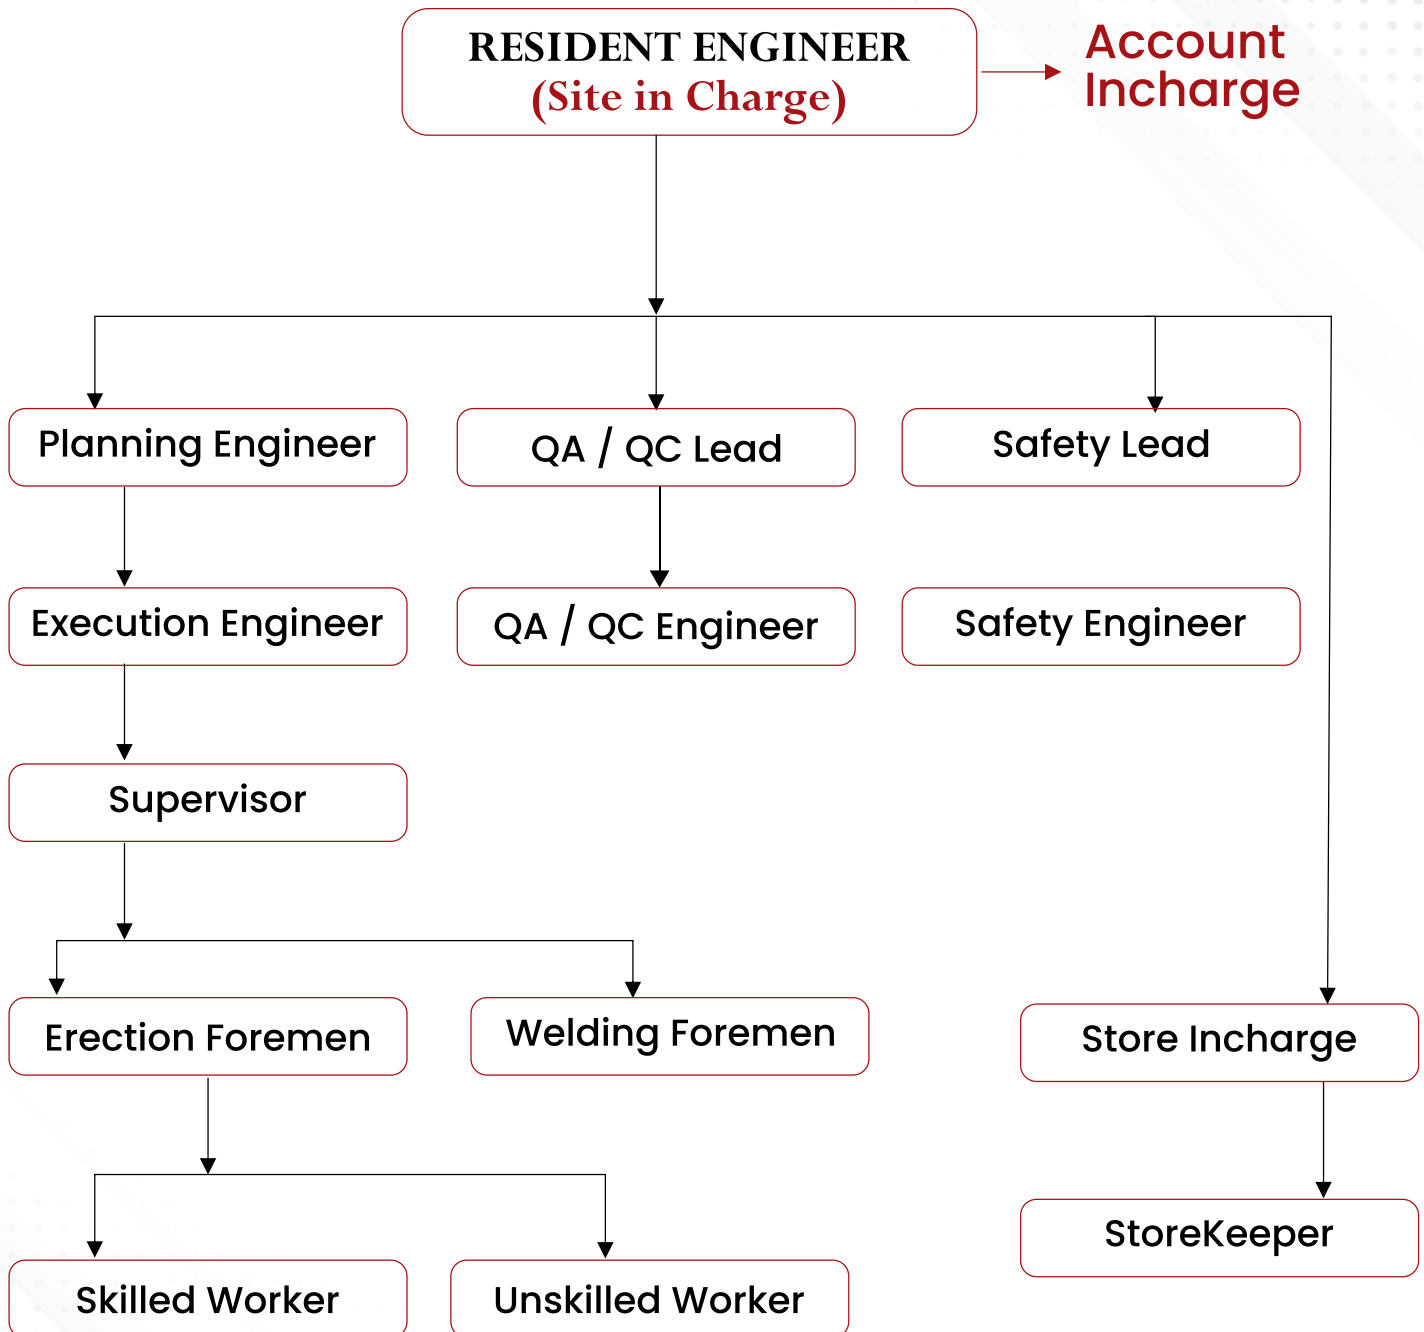 RESIDENT ENGINEER
(Site in Charge)
Account
Incharge
Planning Engineer
QA / QC Lead
Safety Lead
Execution Engineer
QA / QC Engineer
Safety Engineer
Supervisor
Erection Foremen
Welding Foremen
Store Incharge
StoreKeeper
Skilled Worker
Unskilled Worker